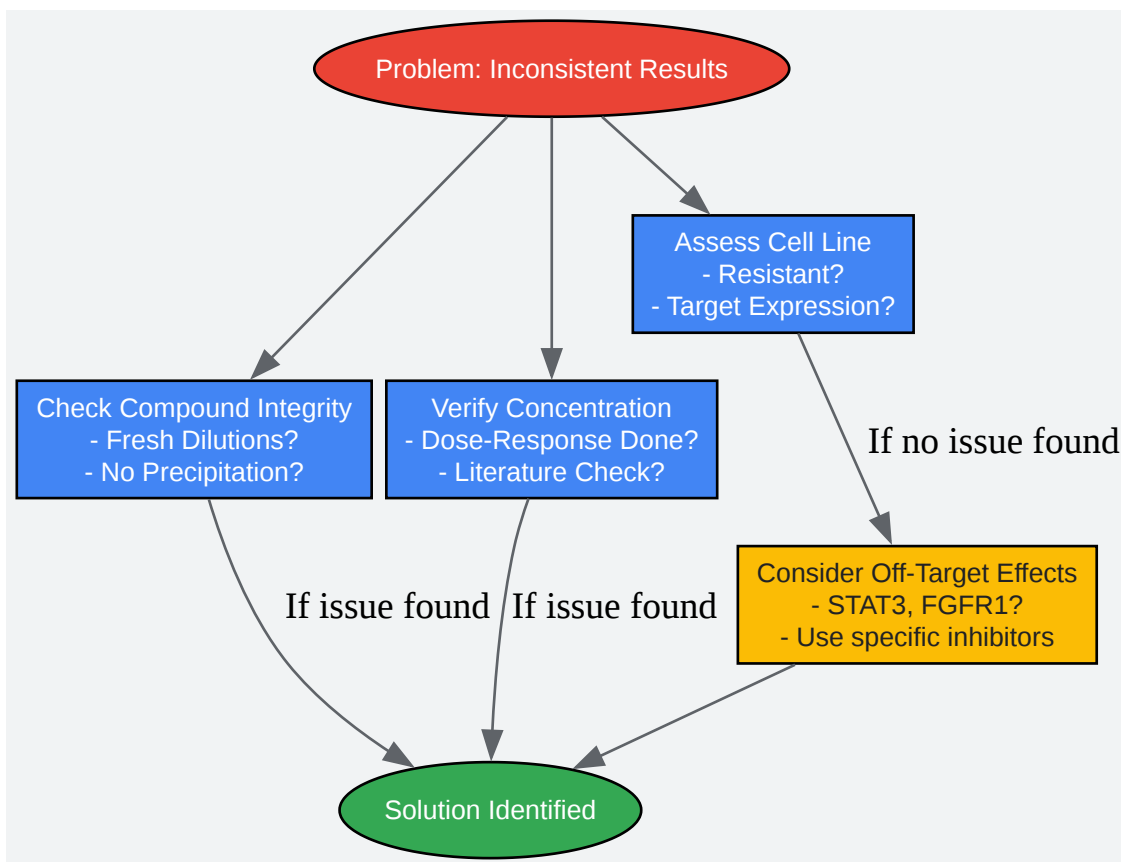 Problem: Inconsistent Results
Assess Cell Line
- Resistant?
- Target Expression?
Check Compound Integrity
- Fresh Dilutions?
- No Precipitation?
Verify Concentration
- Dose-Response Done?
- Literature Check?
If no issue found
Consider Off-Target Effects
- STAT3, FGFR1?
- Use specific inhibitors
If issue found
If issue found
Solution Identified